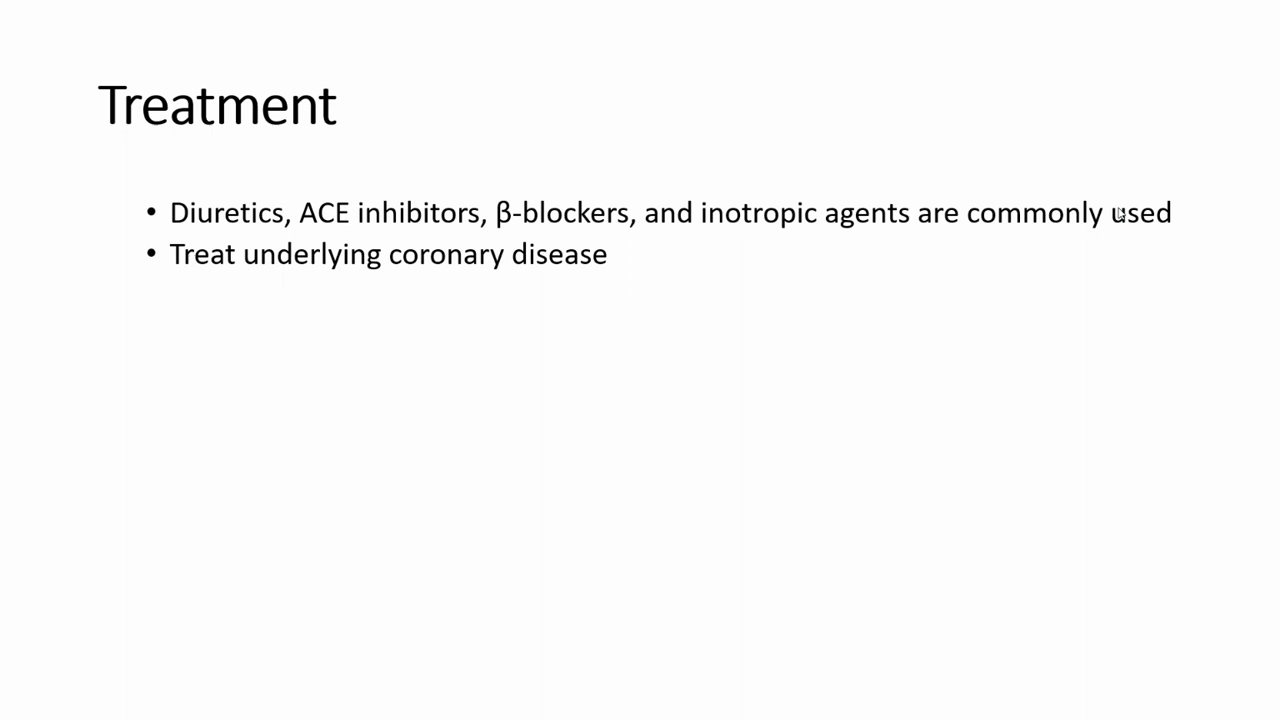 Treatment
• Diuretics, ACE inhibitors, β-blockers, and inotropic agents are commonly used
• Treat underlying coronary disease